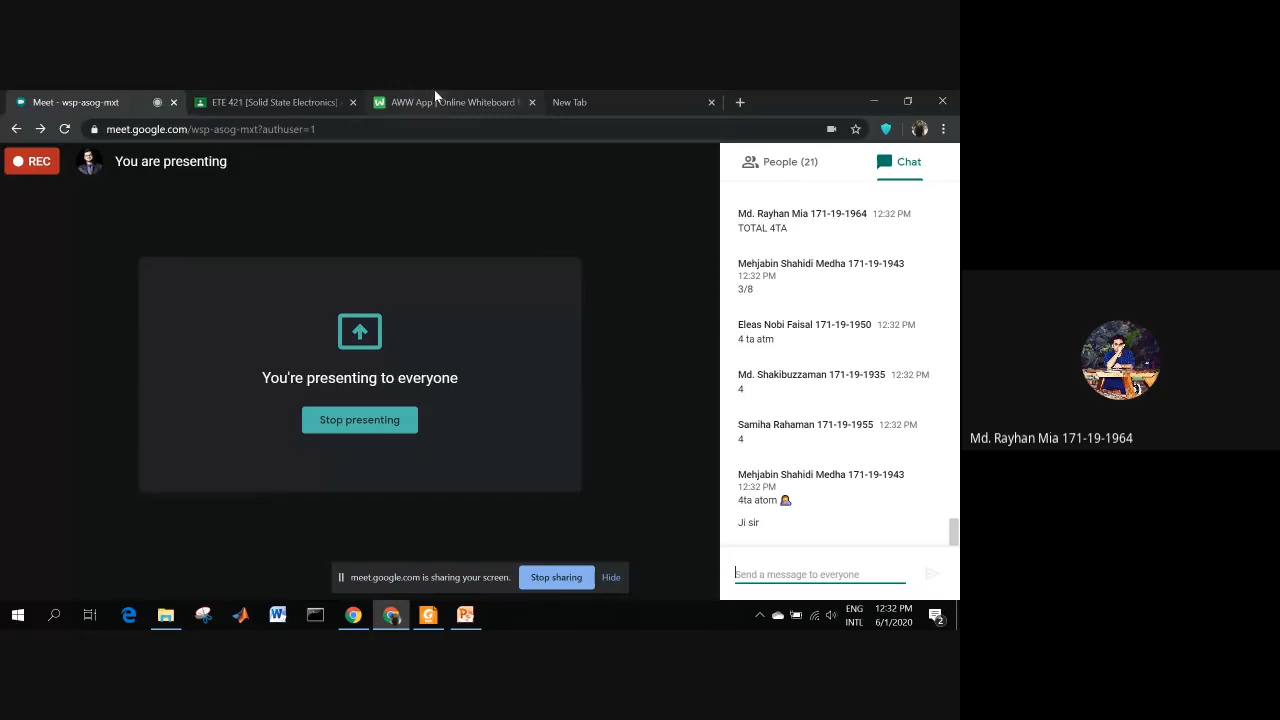 Meet - wsp-asog-mxt
ETE 421 [Solid State Electronics]
AWW App | Online Whiteboard
New Tab
meet.google.com/wsp-asog-mxt?authuser=1
REC
You are presenting
People (21)
Chat
Md. Rayhan Mia 171-19-1964 12:32 PM
TOTAL 4TA
Mehjabin Shahidi Medha 171-19-1943
12:32 PM
3/8
Eleas Nobi Faisal 171-19-1950 12:32 PM
4 ta atm
Md. Shakibuzzaman 171-19-1935 12:32 PM
4
Samiha Rahaman 171-19-1955 12:32 PM
4
Mehjabin Shahidi Medha 171-19-1943
12:32 PM
4ta atom
Ji sir
You're presenting to everyone
Stop presenting
Send a message to everyone
meet.google.com is sharing your screen.
Stop sharing
Hide
Md. Rayhan Mia 171-19-1964
ENG
INTL
12:32 PM
6/1/2020
2